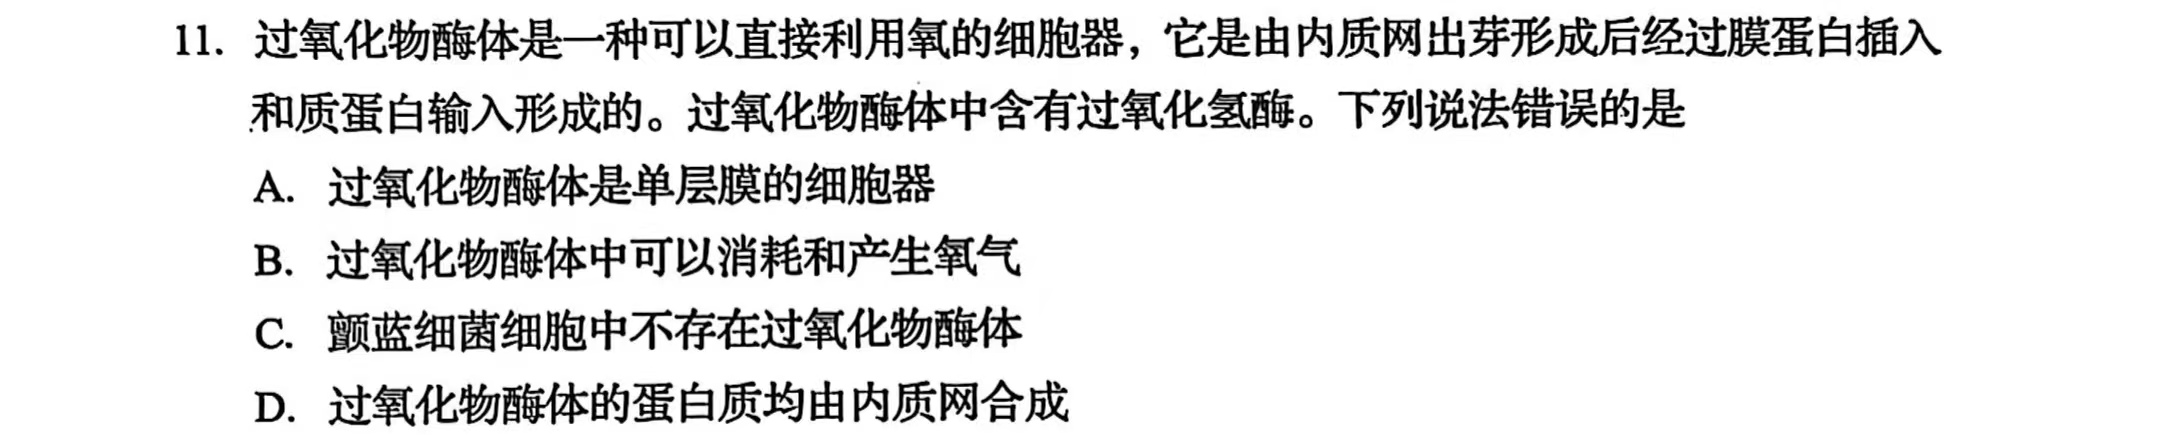 11. 过氧化物酶体是一种可以直接利用氧的细胞器，它是由内质网出芽形成后经过膜蛋白插入
和质蛋白输入形成的。过氧化物酶体中含有过氧化氢酶。下列说法错误的是
A. 过氧化物酶体是单层膜的细胞器
B. 过氧化物酶体中可以消耗和产生氧气
C. 颤蓝细菌细胞中不存在过氧化物酶体
D. 过氧化物酶体的蛋白质均由内质网合成